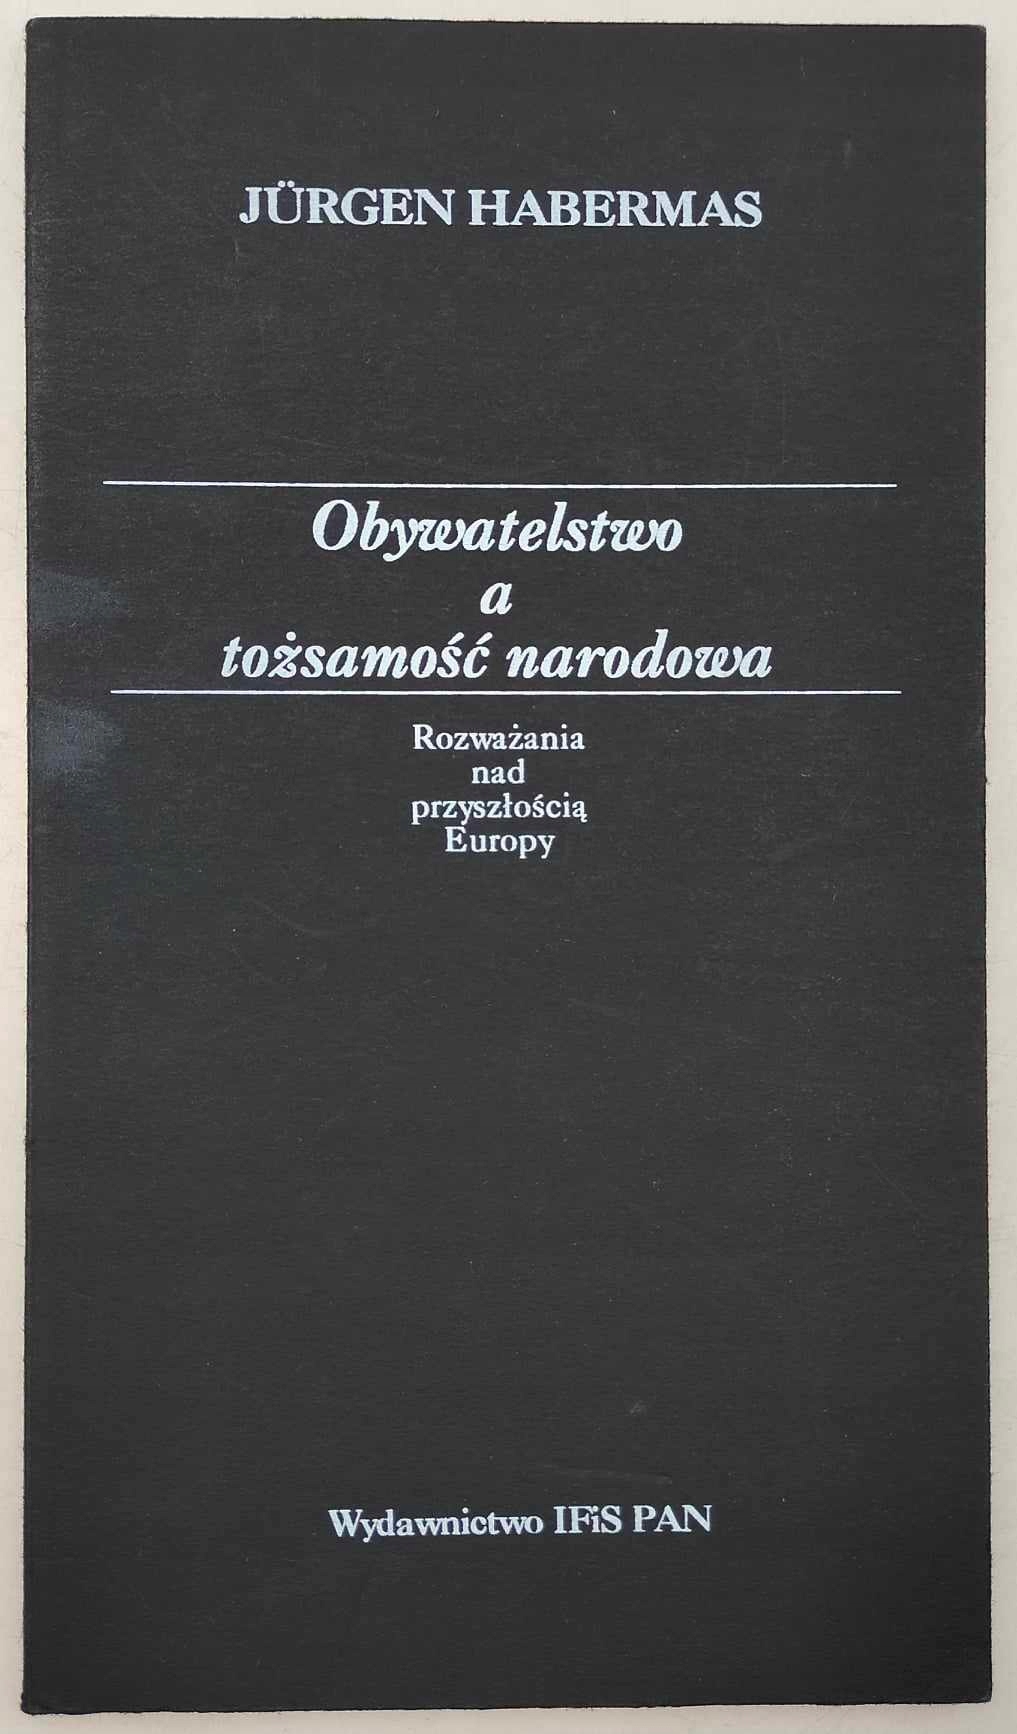 JÜRGEN HABERMAS
Obywatelstwo
a
tożsamość narodowa
Rozważania
nad
przyszłością
Europy
Wydawnictwo IFiS PAN